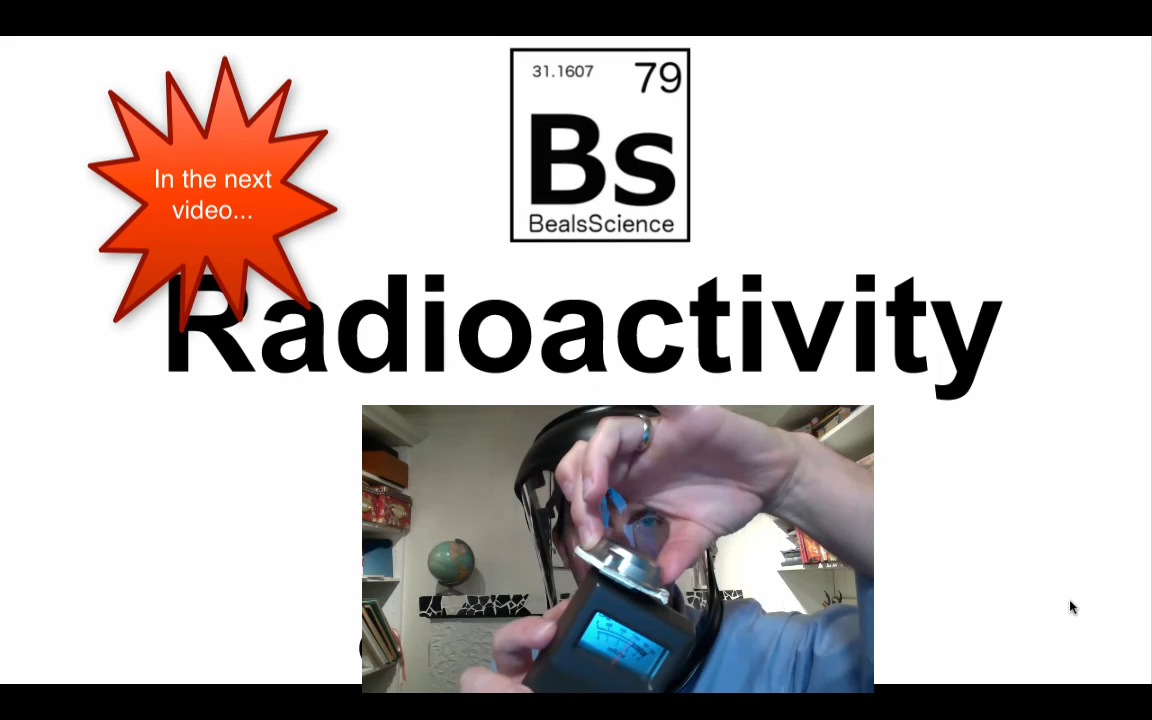 In the next
video...
31.1607
79
Bs
BealsScience
Radioactivity